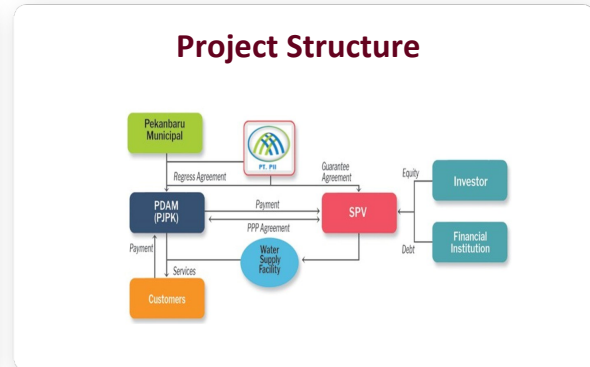 Project Structure
Pekanbaru
Municipal
PT. PII
Regress Agreement
Guarantee
Agreement
Equity
Investor
PDAM
(PJPK)
Payment
SPV
PPP Agreement
Financial
Institution
Debt
Payment
Water
Supply
Facility
Services
Customers